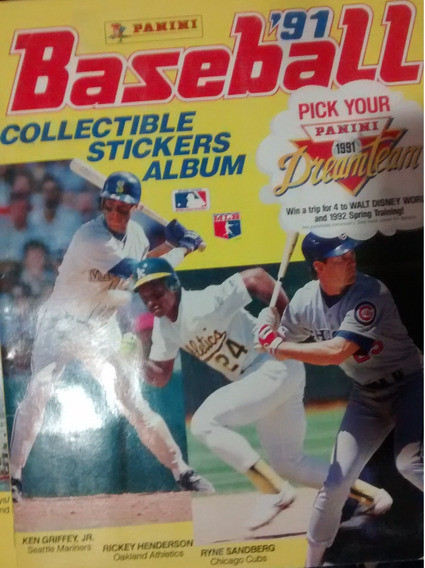 PANINI
'91
Baseball
COLLECTIBLE
STICKERS
ALBUM
PICK YOUR
PANINI
1991
DreamTeam
Win a trip for 4 to WALT DISNEY WORL
and 1992 Spring Training!
24
KEN GRIFFEY, JR.
Seattle Mariners
RICKEY HENDERSON
Oakland Athletics
RYNE SANDBERG
Chicago Cubs